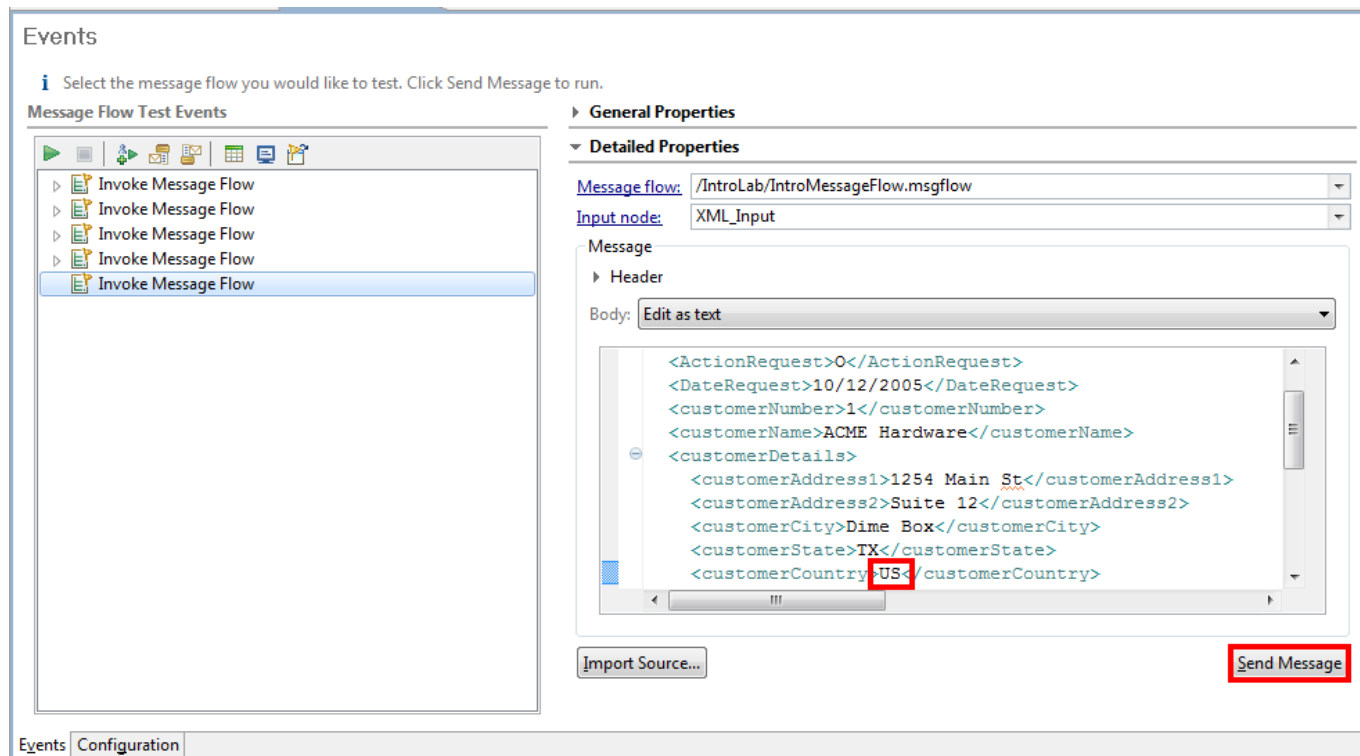 Events
i Select the message flow you would like to test. Click Send Message to run.
Message Flow Test Events
Invoke Message Flow
Invoke Message Flow
Invoke Message Flow
Invoke Message Flow
Invoke Message Flow
General Properties
Detailed Properties
Message flow: /IntroLab/IntroMessageFlow.msgflow
Input node: XML_Input
Message
Header
Body: Edit as text
<ActionRequest>O</ActionRequest>
<DateRequest>10/12/2005</DateRequest>
<customerNumber>1</customerNumber>
<customerName>ACME Hardware</customerName>
<customerDetails>
<customerAddress1>1254 Main St</customerAddress1>
<customerAddress2>Suite 12</customerAddress2>
<customerCity>Dime Box</customerCity>
<customerState>TX</customerState>
<customerCountry>US</customerCountry>
Import Source... Send Message
Events Configuration